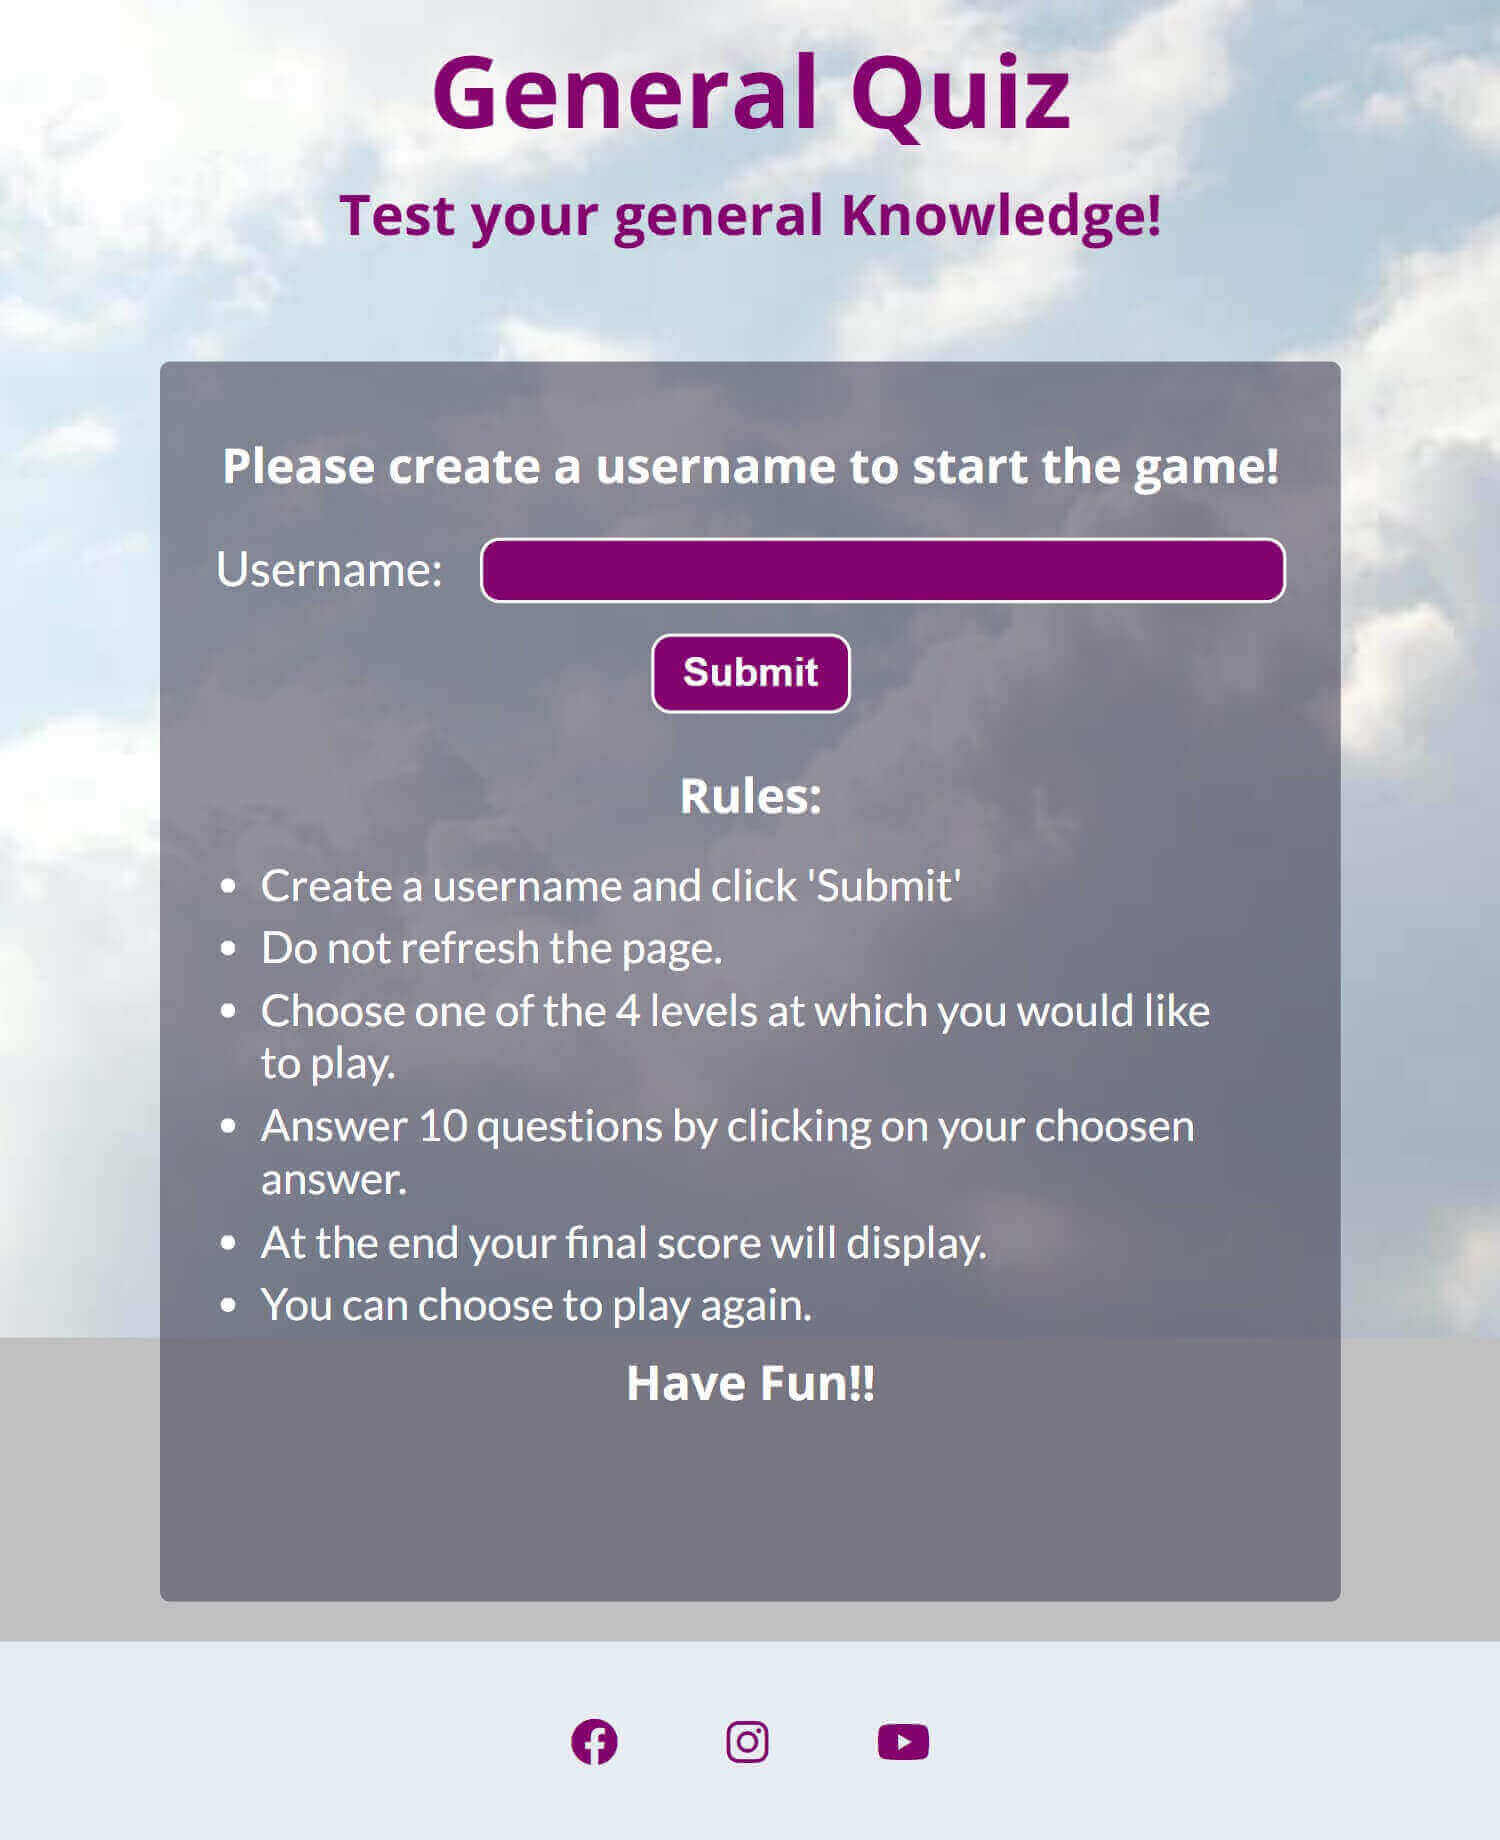 General Quiz
Test your general Knowledge!
Please create a username to start the game!
Username:
Submit
Rules:
• Create a username and click 'Submit'
• Do not refresh the page.
• Choose one of the 4 levels at which you would like
to play.
• Answer 10 questions by clicking on your choosen
answer.
• At the end your final score will display.
• You can choose to play again.
Have Fun!!